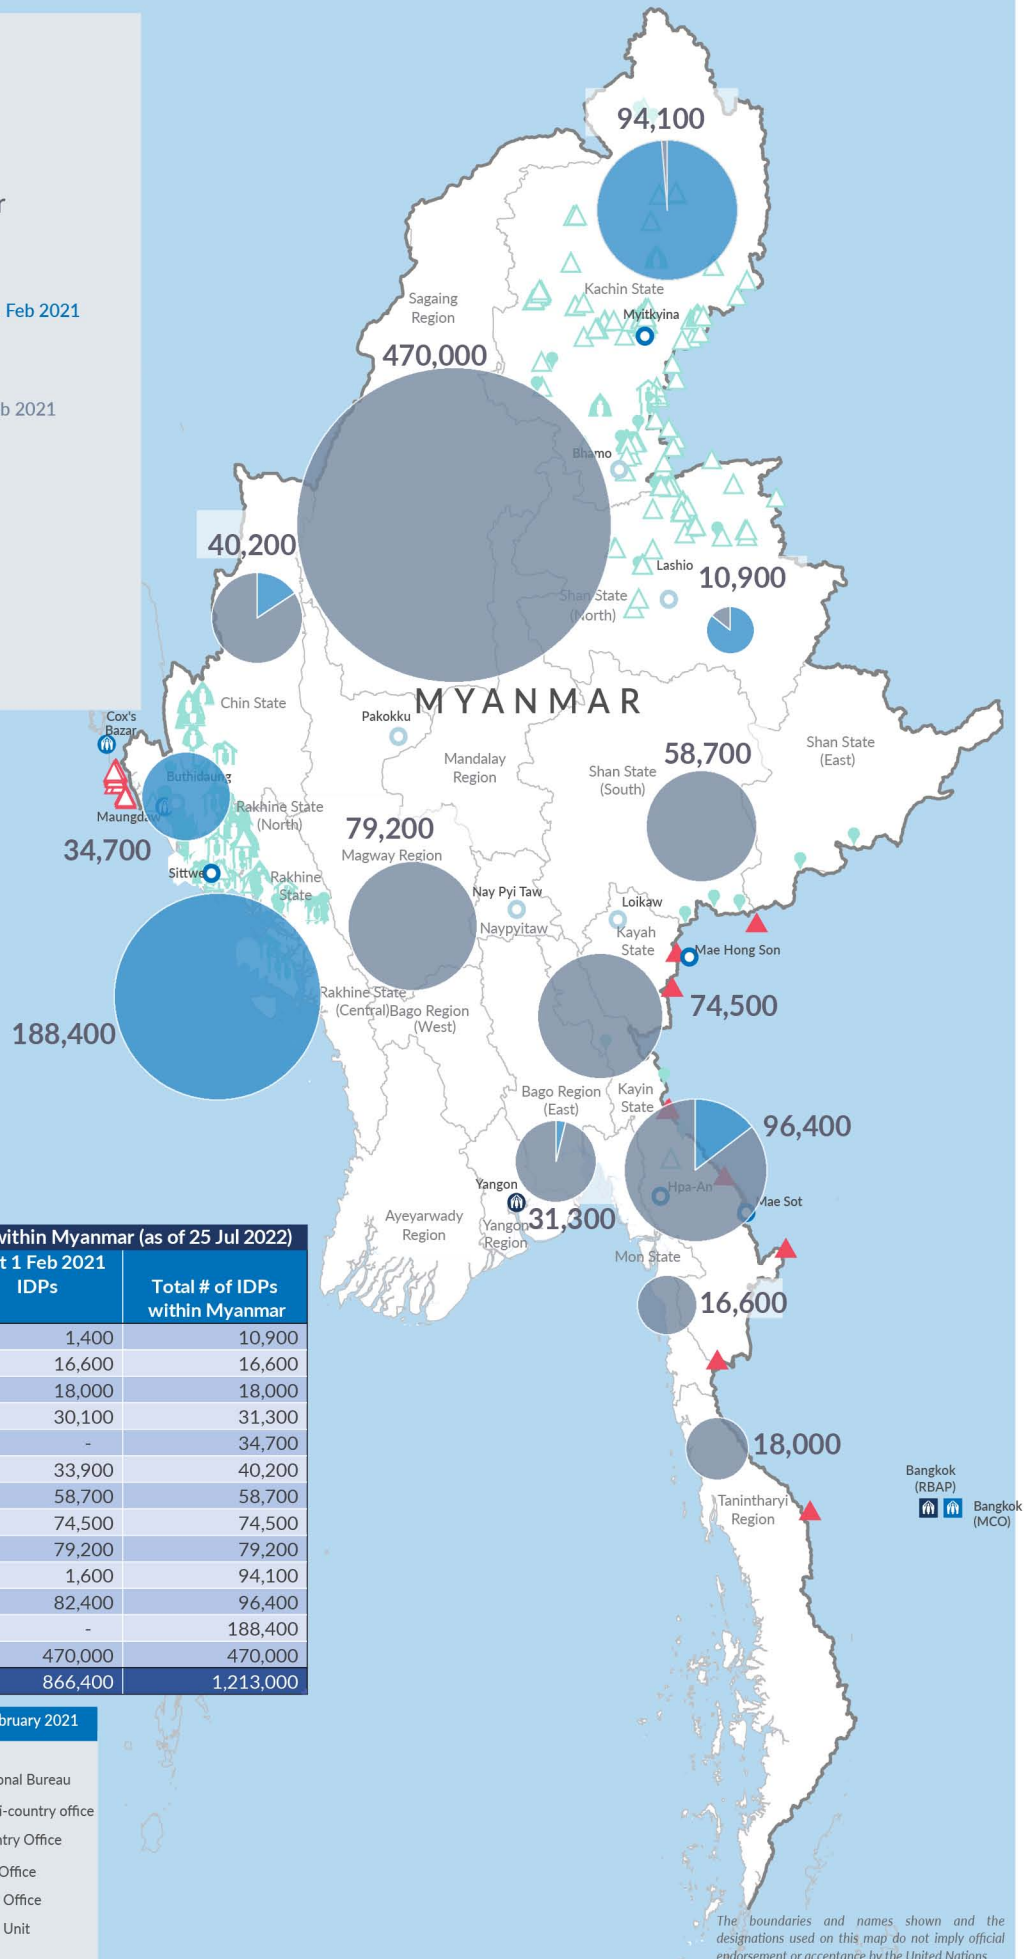 r
Feb 2021
b 2021
94,100
Kachin State
Myitkyina
Sagaing
Region
470,000
Bhamo
40,200
Lashio
10,900
Shan State
(North)
MYANMAR
Chin State
Cox's
Bazar
Pakokku
Mandalay
Region
58,700
Shan State
(South)
Shan State
(East)
Buthidaung
Maungdaw
Rakhine State
(North)
34,700
79,200
Magway Region
Sittwe
Rakhine
State
Nay Pyi Taw
Naypyitaw
Loikaw
Kayah
State
Mae Hong Son
74,500
Rakhine State
(Central)
Bago Region
(West)
188,400
Bago Region
(East)
Kayin
State
96,400
Yangon
Hpa-An
Mae Sot
Ayeyarwady
Region
Yangon
Region
31,300
Mon State
16,600
18,000
Tanintharyi
Region
Bangkok
(RBAP)
Bangkok
(MCO)
within Myanmar (as of 25 Jul 2022)
t 1 Feb 2021
IDPs
Total # of IDPs
within Myanmar
1,400 10,900
16,600 16,600
18,000 18,000
30,100 31,300
- 34,700
33,900 40,200
58,700 58,700
74,500 74,500
79,200 79,200
1,600 94,100
82,400 96,400
- 188,400
470,000 470,000
866,400 1,213,000
bruary 2021
onal Bureau
i-country office
ntry Office
Office
Office
Unit
The boundaries and names shown and the
designations used on this map do not imply official
endorsement or acceptance by the United Nations